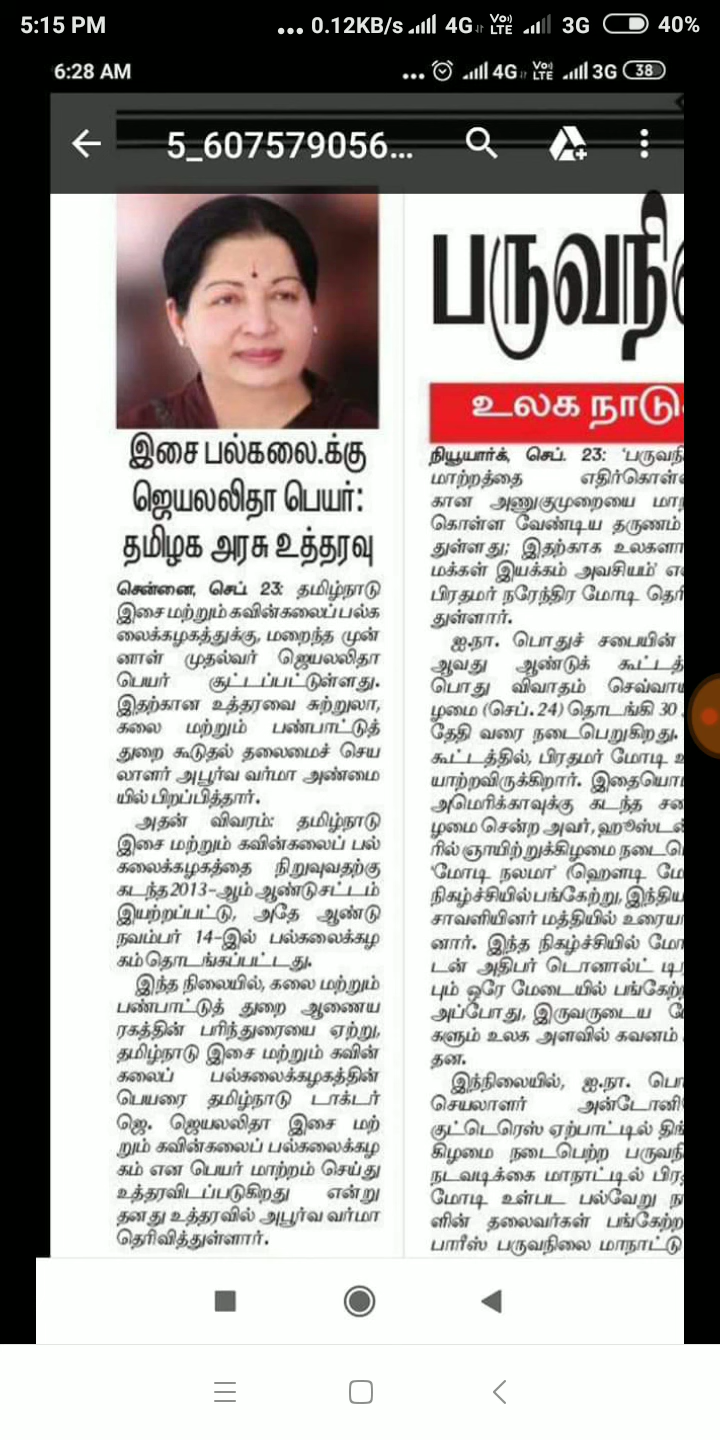 5:15 PM ... 0.12KB/s 4G VoLTE 3G 40%
6:28 AM ... 4G VoLTE 3G 38
5_607579056...
இசை பல்கலை.க்கு
ஜெயலலிதா பெயர்:
தமிழக அரசு உத்தரவு
சென்னை, செப். 23: தமிழ்நாடு
இசை மற்றும் கவின்கலைப் பல்க
லைக்கழகத்துக்கு, மறைந்த முன்
னாள் முதல்வர் ஜெயலலிதா
பெயர் சூட்டப்பட்டுள்ளது.
இதற்கான உத்தரவை சுற்றுலா,
கலை மற்றும் பண்பாட்டுத்
துறை கூடுதல் தலைமைச் செய
லாளர் அபூர்வ வர்மா அண்மை
யில் பிறப்பித்தார்.
அதன் விவரம்: தமிழ்நாடு
இசை மற்றும் கவின்கலைப் பல்
கலைக்கழகத்தை நிறுவுவதற்கு
கடந்த 2013-ஆம் ஆண்டு சட்டம்
இயற்றப்பட்டு, அதே ஆண்டு
நவம்பர் 14-இல் பல்கலைக்கழ
கம் தொடங்கப்பட்டது.
இந்த நிலையில், கலை மற்றும்
பண்பாட்டுத் துறை ஆணைய
ரகத்தின் பரிந்துரையை ஏற்று,
தமிழ்நாடு இசை மற்றும் கவின்
கலைப் பல்கலைக்கழகத்தின்
பெயரை தமிழ்நாடு டாக்டர்
ஜெ. ஜெயலலிதா இசை மற்
றும் கவின்கலைப் பல்கலைக்கழ
கம் என பெயர் மாற்றம் செய்து
உத்தரவிடப்படுகிறது என்று
தனது உத்தரவில் அபூர்வ வர்மா
தெரிவித்துள்ளார்.
பருவநி
உலக நாடு
நியூயார்க், செப். 23: 'பருவநி
மாற்றத்தை எதிர்கொள்
கான அணுகுமுறையை மா
கொள்ள வேண்டிய தருணம்
துள்ளது; இதற்காக உலகளா
மக்கள் இயக்கம் அவசியம்' எ
பிரதமர் நரேந்திர மோடி தெரி
துள்ளார்.
ஐ.நா. பொதுச் சபையின்
ஆவது ஆண்டுக் கூட்டத்
பொது விவாதம் செவ்வா
ழமை (செப். 24) தொடங்கி 30
தேதி வரை நடைபெறுகிறது.
கூட்டத்தில், பிரதமர் மோடி உ
யாற்றவிருக்கிறார். இதையொ
அமெரிக்காவுக்கு கடந்த சனி
ழமை சென்ற அவர், ஹூஸ்டன்
ரில் ஞாயிற்றுக்கிழமை நடைபெ
'மோடி நலமா' (ஹௌடி மோ
நிகழ்ச்சியில் பங்கேற்று, இந்திய
சாவளியினர் மத்தியில் உரையா
னார். இந்த நிகழ்ச்சியில் மோ
டன் அதிபர் டொனால்ட் டி
பும் ஒரே மேடையில் பங்கேற்
அப்போது, இருவருடைய பே
களும் உலக அளவில் கவனம்
தன.
இந்நிலையில், ஐ.நா. பொ
செயலாளர் அன்டோனி
குட்டெரெஸ் ஏற்பாட்டில் திங்
கிழமை நடைபெற்ற பருவநி
நடவடிக்கை மாநாட்டில் பிர
மோடி உள்பட பல்வேறு ந
ளின் தலைவர்கள் பங்கேற்ற
பாரீஸ் பருவநிலை மாநாட்டு